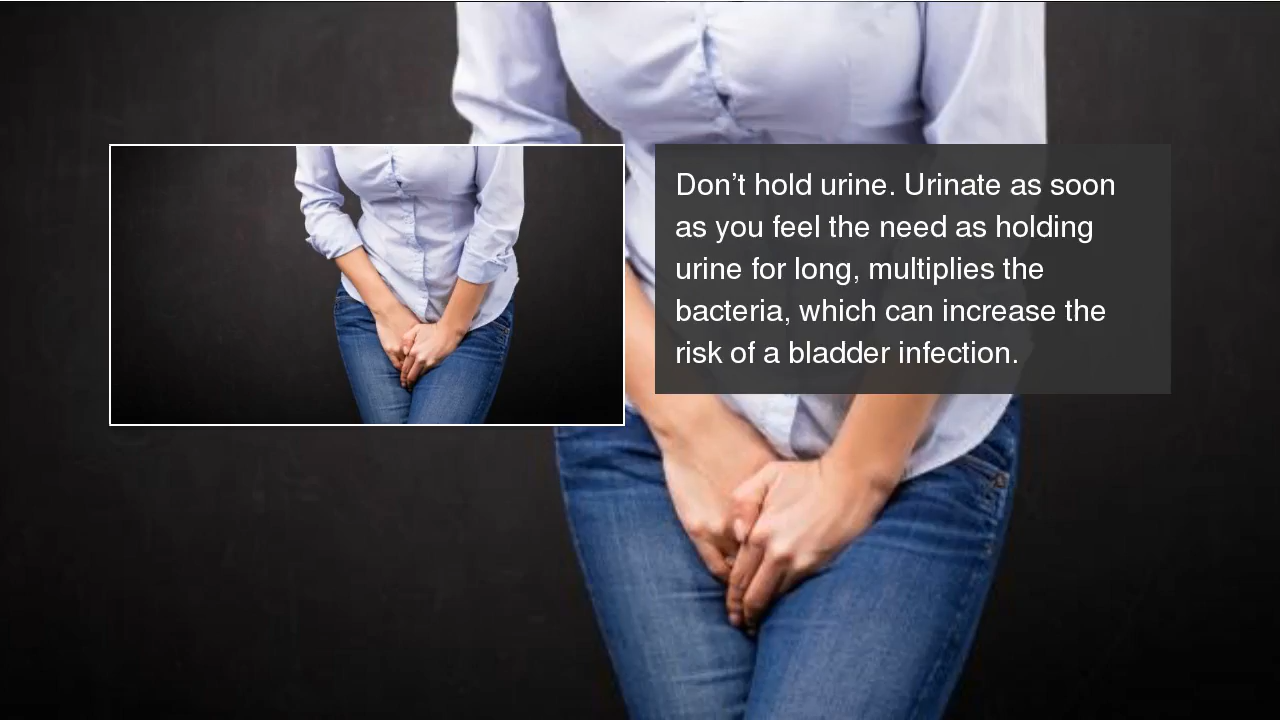 Don’t hold urine. Urinate as soon
as you feel the need as holding
urine for long, multiplies the
bacteria, which can increase the
risk of a bladder infection.